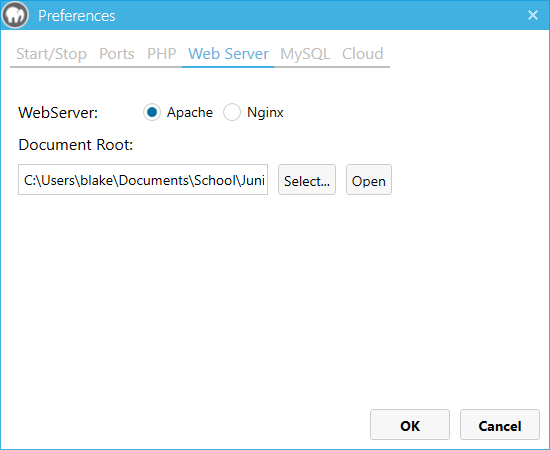 Preferences
Start/Stop Ports PHP Web Server MySQL Cloud
WebServer: Apache Nginx
Document Root:
C:\Users\blake\Documents\School\Juni Select... Open
OK Cancel